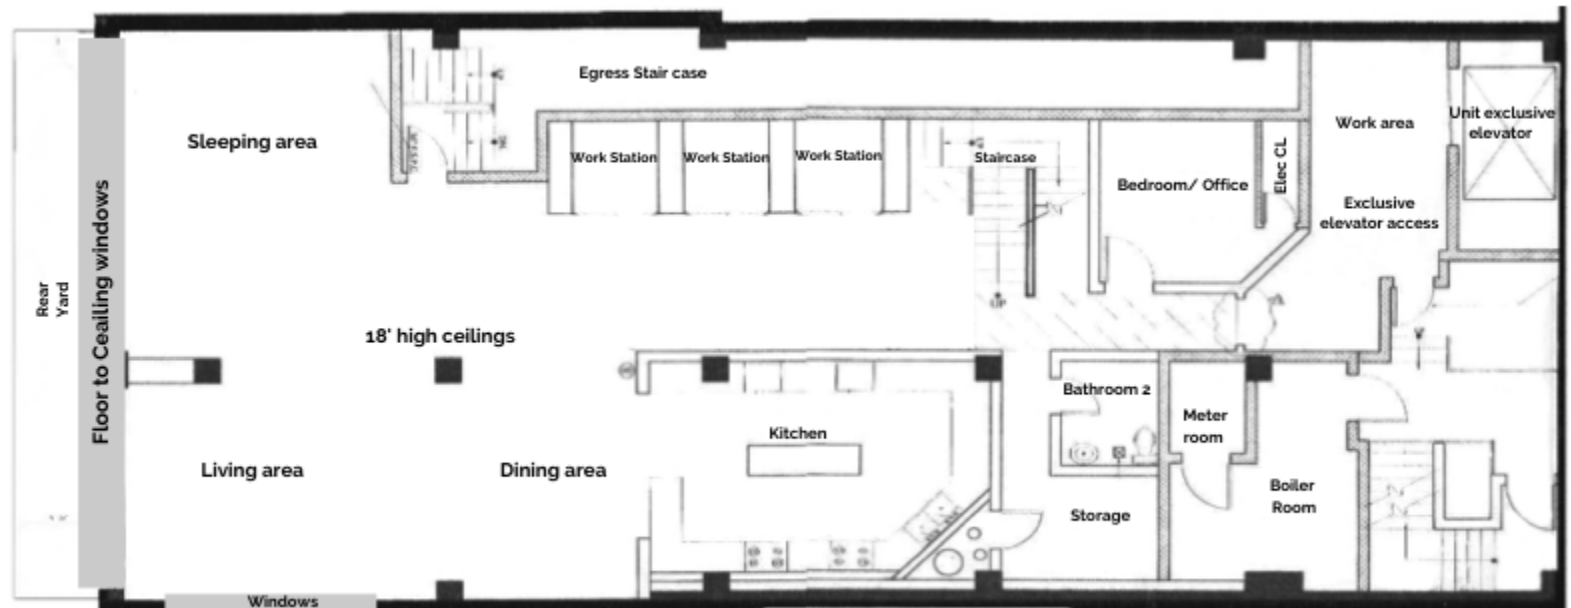 Egress Stair case
Sleeping area
Work Station
Work Station
Work Station
Staircase
Bedroom/ Office
Elec CL
Work area
Unit exclusive
elevator
Exclusive
elevator access
Rear
Yard
Floor to Ceailing windows
18' high ceilings
UP
Living area
Dining area
Kitchen
Bathroom 2
Meter
room
Storage
Boiler
Room
Windows